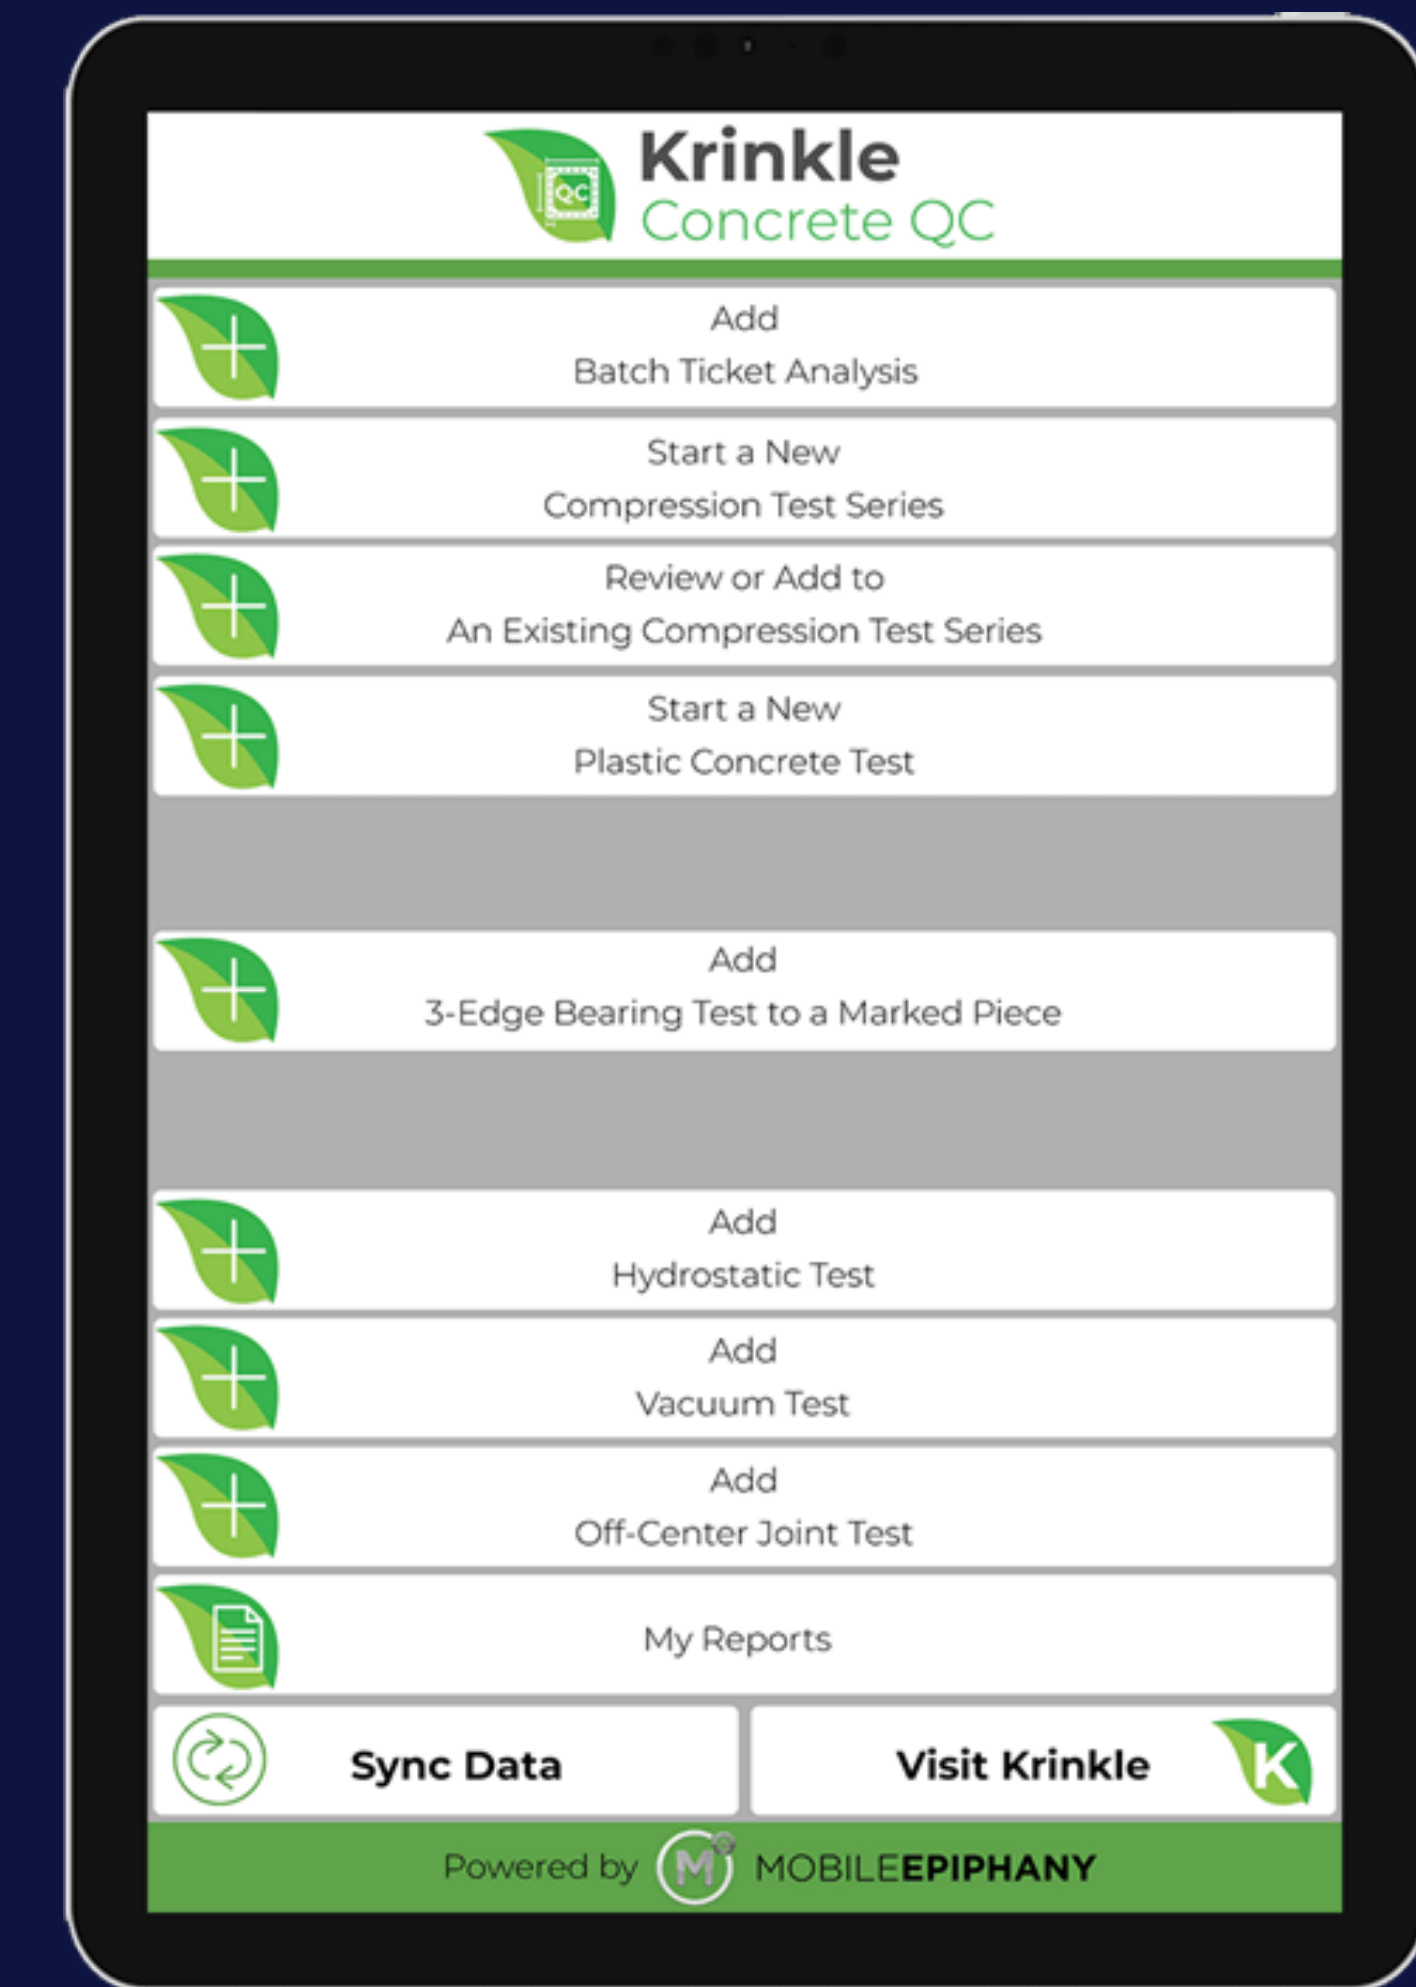 Krinkle
QC
Concrete QC
Add
Batch Ticket Analysis
Start a New
Compression Test Series
Review or Add to
An Existing Compression Test Series
Start a New
Plastic Concrete Test
Add
3-Edge Bearing Test to a Marked Piece
Add
Hydrostatic Test
Add
Vacuum Test
Add
Off-Center Joint Test
My Reports
Sync Data
Visit Krinkle
K
Powered by M MOBILEEPIPHANY